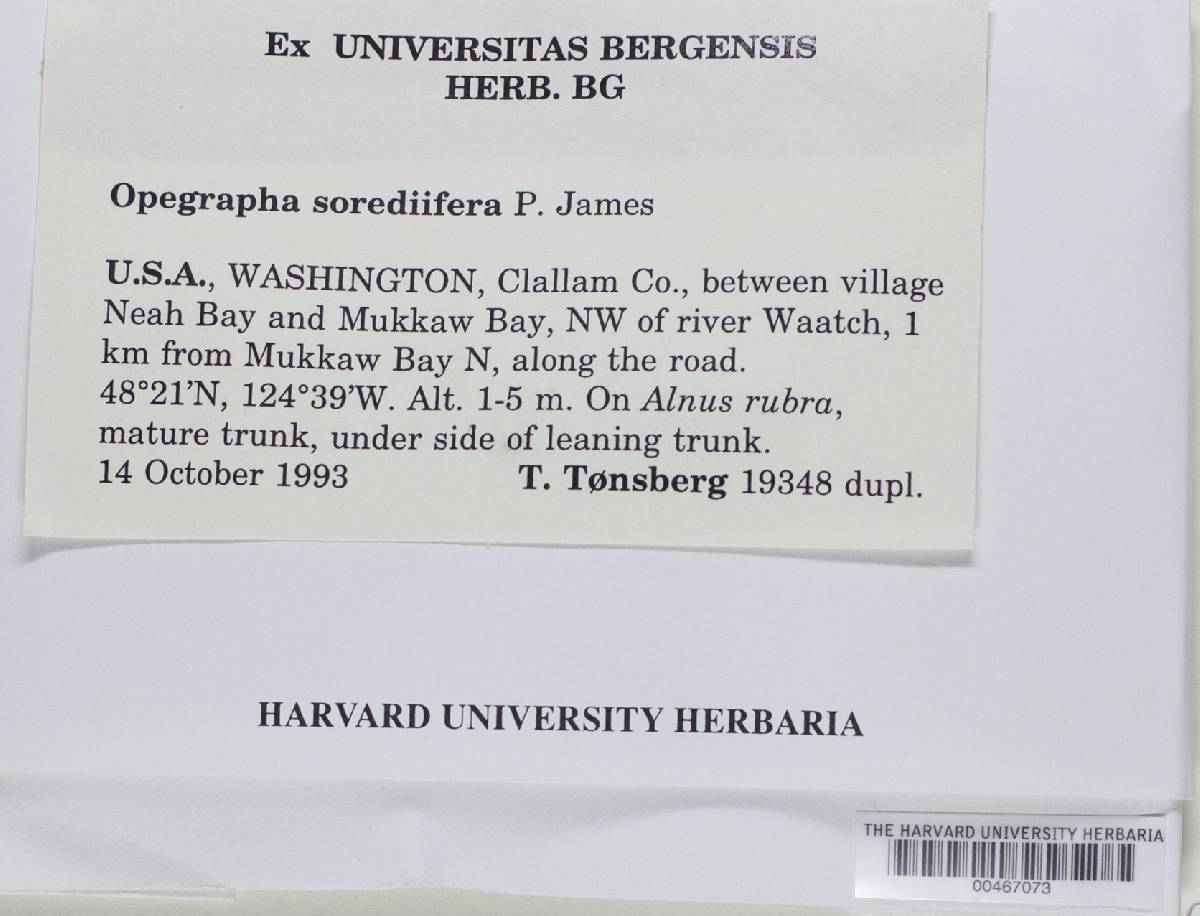 Ex UNIVERSITAS BERGENSIS
HERB. BG
Opegrapha sorediifera P. James
U.S.A., WASHINGTON, Clallam Co., between village
Neah Bay and Mukkaw Bay, NW of river Waatch, 1
km from Mukkaw Bay N, along the road.
48°21'N, 124°39'W. Alt. 1-5 m. On Alnus rubra,
mature trunk, under side of leaning trunk.
14 October 1993 T. Tønsberg 19348 dupl.
HARVARD UNIVERSITY HERBARIA
THE HARVARD UNIVERSITY HERBARIA
00467073